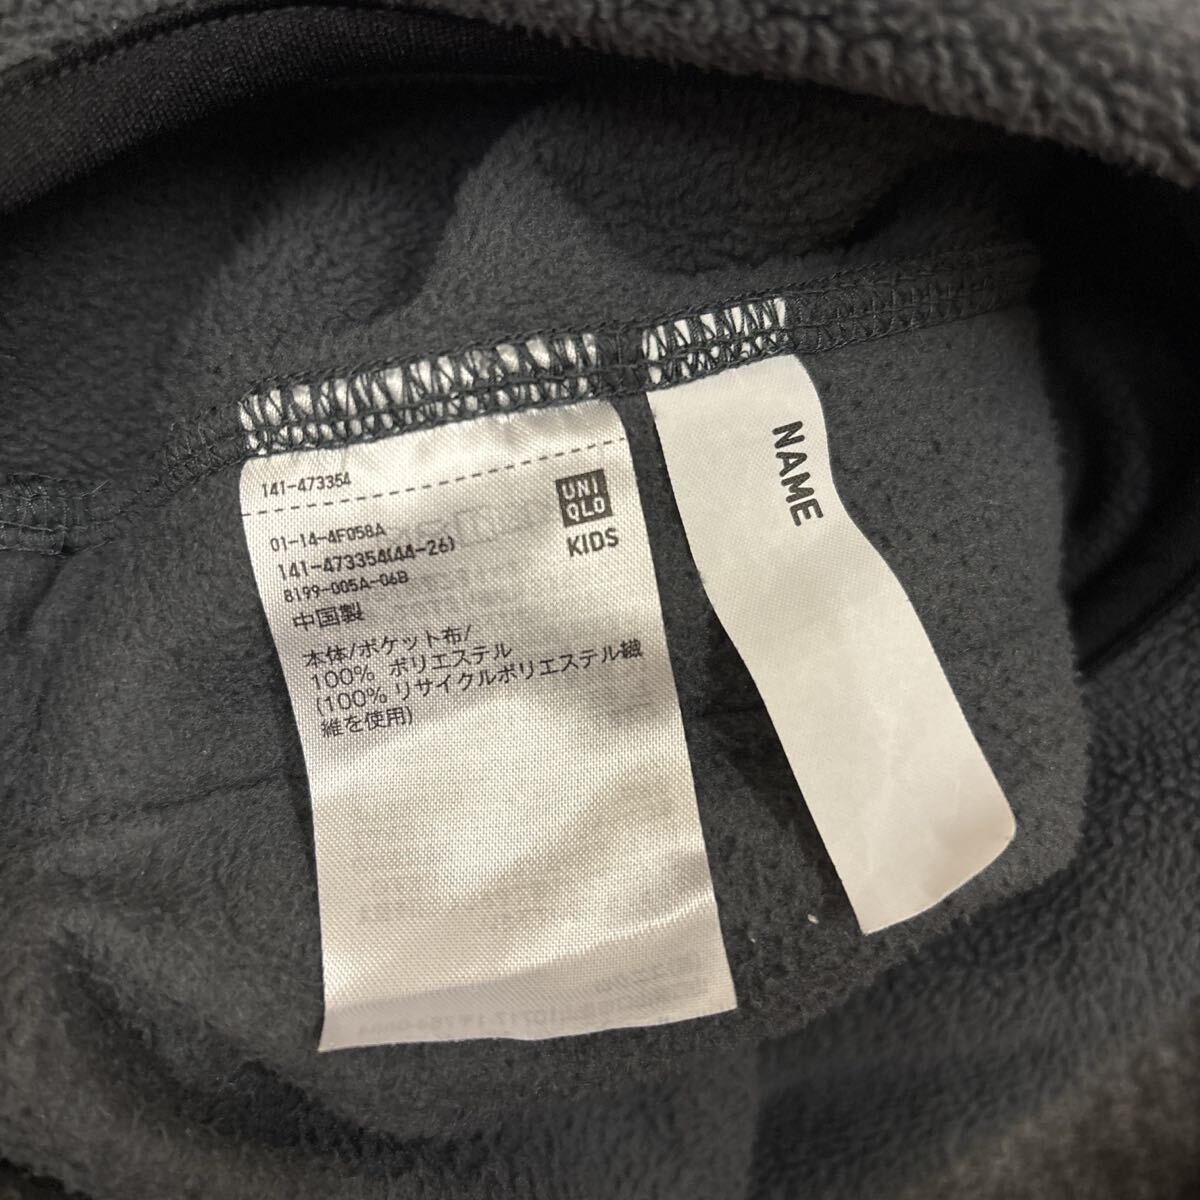 141-473354
UNI
QLO
KIDS
01-14-4F058A
141-473354(44-26)
8199-005A-06B
中国製
本体/ポケット布/
100% ポリエステル
(100% リサイクルポリエステル繊
維を使用)
NAME